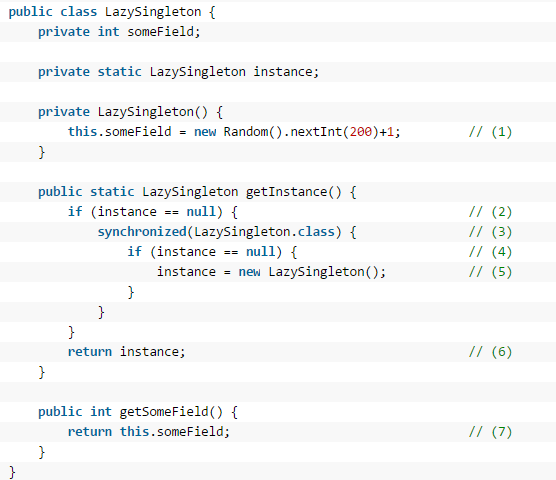 public class LazySingleton {
    private int someField;

    private static LazySingleton instance;

    private LazySingleton() {
        this.someField = new Random().nextInt(200)+1;         // (1)
    }

    public static LazySingleton getInstance() {
        if (instance == null) {                               // (2)
            synchronized(LazySingleton.class) {               // (3)
                if (instance == null) {                       // (4)
                    instance = new LazySingleton();           // (5)
                }
            }
        }
        return instance;                                      // (6)
    }

    public int getSomeField() {
        return this.someField;                                // (7)
    }
}